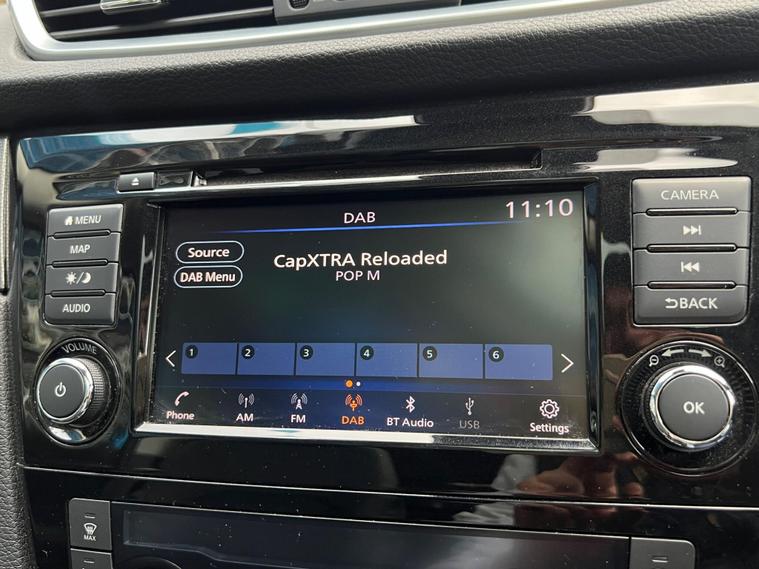 DAB
11:10
Source
CapXTRA Reloaded
DAB Menu
POP M
1 2 3 4 5 6
Phone AM FM DAB BT Audio USB Settings
MENU
MAP
AUDIO
VOLUME
CAMERA
BACK
OK
MAX